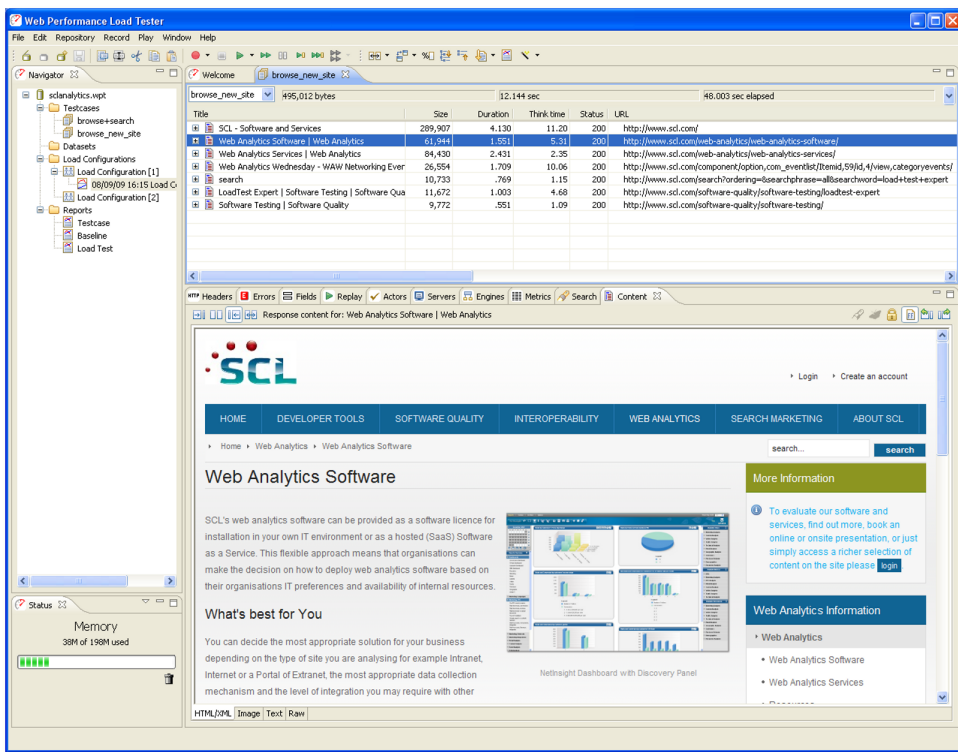 Web Performance Load Tester
File Edit Repository Record Play Window Help
Navigator
Welcome browse_new_site
sclanalytics.wpt
Testcases
browse+search
browse_new_site
Datasets
Load Configurations
Load Configuration [1]
08/09/09 16:15 Load C
Load Configuration [2]
Reports
Testcase
Baseline
Load Test
browse_new_site 495,012 bytes 12.144 sec 48.003 sec elapsed
Title Size Duration Think time Status URL
SCL - Software and Services 289,907 4.130 11.20 200 http://www.scl.com/
Web Analytics Software | Web Analytics 61,944 1.551 5.31 200 http://www.scl.com/web-analytics/web-analytics-software/
Web Analytics Services | Web Analytics 84,430 2.431 2.35 200 http://www.scl.com/web-analytics/web-analytics-services/
Web Analytics Wednesday - WAW Networking Ever 26,554 1.709 10.06 200 http://www.scl.com/component/option,com_eventlist/Itemid,59/id,4/view,categoryevents/
search 10,733 .769 1.15 200 http://www.scl.com/search?ordering=&searchphrase=all&searchword=load+test+expert
LoadTest Expert | Software Testing | Software Qua 11,672 1.003 4.68 200 http://www.scl.com/software-quality/software-testing/loadtest-expert
Software Testing | Software Quality 9,772 .551 1.09 200 http://www.scl.com/software-quality/software-testing/
HTTP Headers Errors Fields Replay Actors Servers Engines Metrics Search Content
Response content for: Web Analytics Software | Web Analytics
SCL
Login Create an account
HOME DEVELOPER TOOLS SOFTWARE QUALITY INTEROPERABILITY WEB ANALYTICS SEARCH MARKETING ABOUT SCL
Home Web Analytics Web Analytics Software
search... search
Web Analytics Software
SCL's web analytics software can be provided as a software licence for
installation in your own IT environment or as a hosted (SaaS) Software
as a Service. This flexible approach means that organisations can
make the decision on how to deploy web analytics software based on
their organisations IT preferences and availability of internal resources.
What's best for You
You can decide the most appropriate solution for your business
depending on the type of site you are analysing for example Intranet,
Internet or a Portal of Extranet, the most appropriate data collection
mechanism and the level of integration you may require with other
NetInsight Dashboard with Discovery Panel
More Information
To evaluate our software and
services, find out more, book an
online or onsite presentation, or just
simply access a richer selection of
content on the site please login
Web Analytics Information
Web Analytics
Web Analytics Software
Web Analytics Services
Status
Memory
38M of 198M used
HTML/XML Image Text Raw